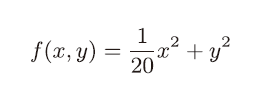 f(x, y) = \frac{1}{20}x^2 + y^2